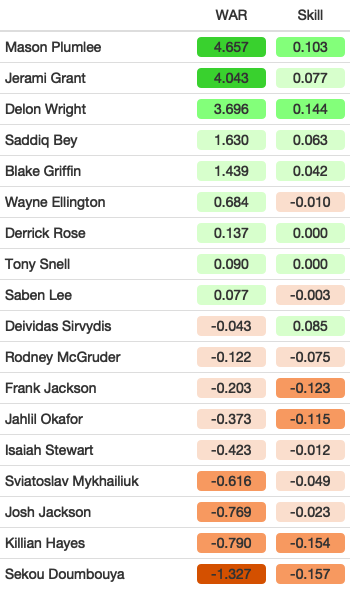 WAR Skill
Mason Plumlee 4.657 0.103
Jerami Grant 4.043 0.077
Delon Wright 3.696 0.144
Saddiq Bey 1.630 0.063
Blake Griffin 1.439 0.042
Wayne Ellington 0.684 -0.010
Derrick Rose 0.137 0.000
Tony Snell 0.090 0.000
Saben Lee 0.077 -0.003
Deividas Sirvydis -0.043 0.085
Rodney McGruder -0.122 -0.075
Frank Jackson -0.203 -0.123
Jahlil Okafor -0.373 -0.115
Isaiah Stewart -0.423 -0.012
Sviatoslav Mykhailiuk -0.616 -0.049
Josh Jackson -0.769 -0.023
Killian Hayes -0.790 -0.154
Sekou Doumbouya -1.327 -0.157